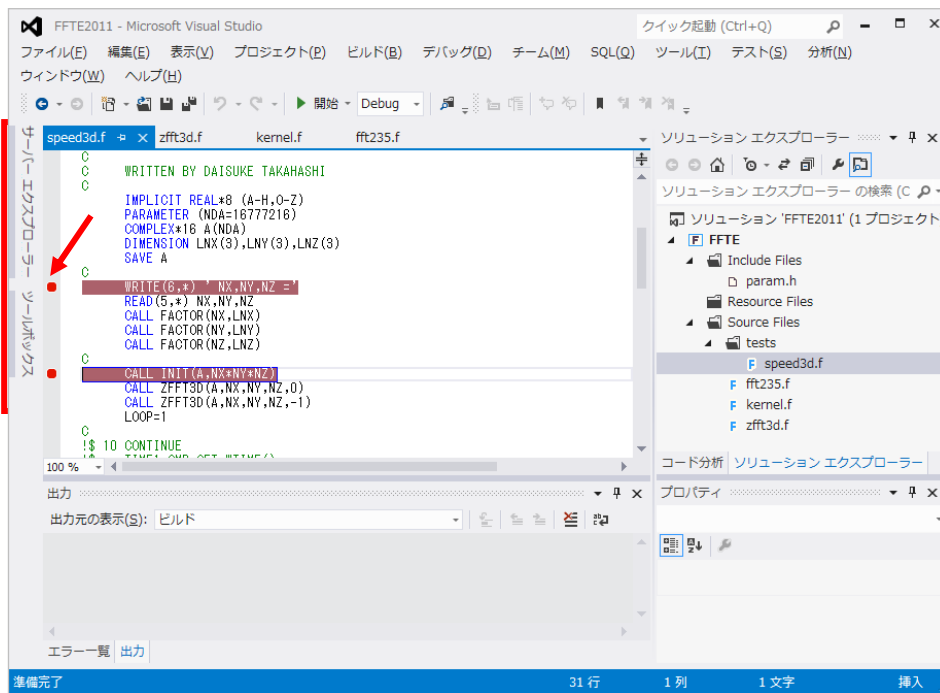 FFTE2011 - Microsoft Visual Studio
クイック起動 (Ctrl+Q)
ファイル(F) 編集(E) 表示(V) プロジェクト(P) ビルド(B) デバッグ(D) チーム(M) SQL(Q) ツール(T) テスト(S) 分析(N)
ウィンドウ(W) ヘルプ(H)
開始 Debug
サーバー エクスプローラー
ツールボックス
speed3d.f zfft3d.f kernel.f fft235.f
C
C WRITTEN BY DAISUKE TAKAHASHI
C
IMPLICIT REAL*8 (A-H,O-Z)
PARAMETER (NDA=16777216)
COMPLEX*16 A(NDA)
DIMENSION LNX(3),LNY(3),LNZ(3)
SAVE A
C
WRITE(6,*) ' NX,NY,NZ ='
READ(5,*) NX,NY,NZ
CALL FACTOR(NX,LNX)
CALL FACTOR(NY,LNY)
CALL FACTOR(NZ,LNZ)
C
CALL INIT(A,NX*NY*NZ)
CALL ZFFT3D(A,NX,NY,NZ,0)
CALL ZFFT3D(A,NX,NY,NZ,-1)
LOOP=1
C
!$ 10 CONTINUE
100 %
出力
出力元の表示(S): ビルド
エラー一覧 出力
ソリューション エクスプローラー
ソリューション エクスプローラー の検索 (C
ソリューション 'FFTE2011' (1 プロジェクト
FFTE
Include Files
param.h
Resource Files
Source Files
tests
speed3d.f
fft235.f
kernel.f
zfft3d.f
コード分析 ソリューション エクスプローラー
プロパティ
準備完了 31 行 1 列 1 文字 挿入